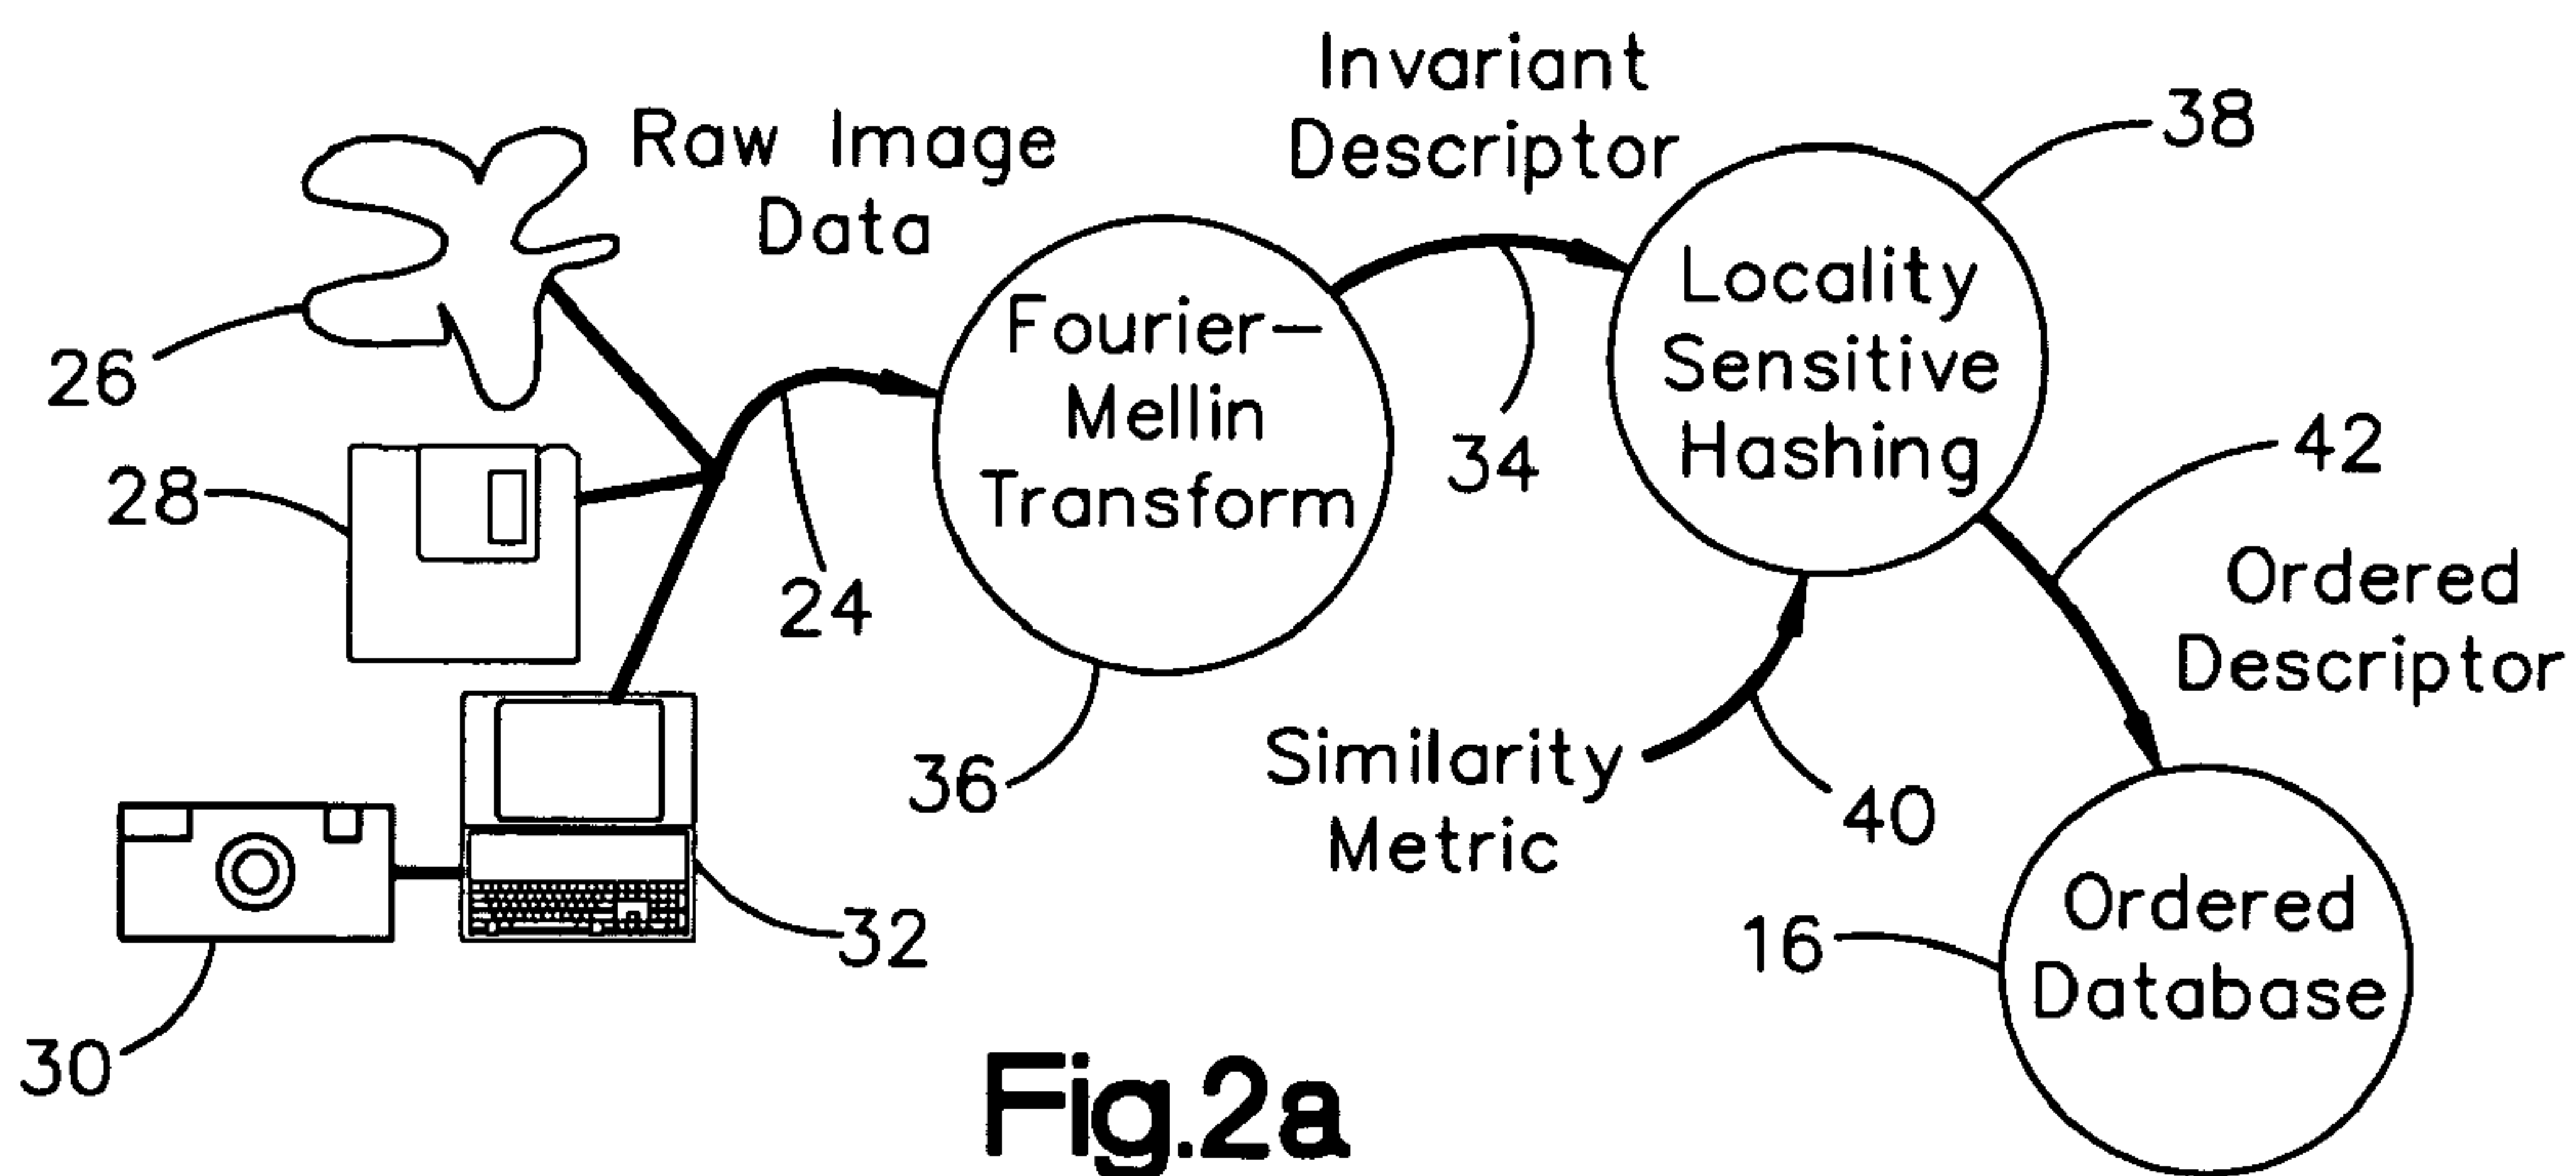 Raw Image
Data
Invariant
Descriptor
38
26
Fourier-
Mellin
Transform
Locality
Sensitive
Hashing
34
42
28
24
Ordered
Descriptor
36
Similarity
Metric
40
32
16
Ordered
Database
30
Fig.2a